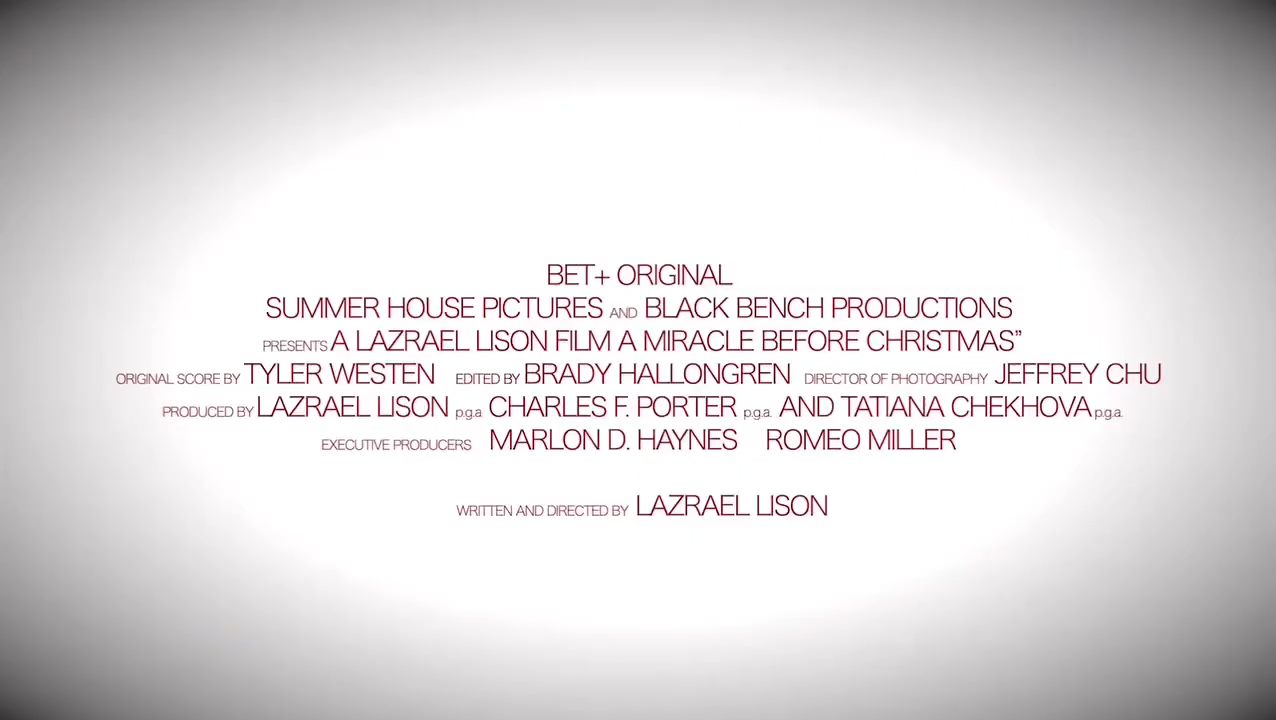 BET+ ORIGINAL
SUMMER HOUSE PICTURES AND BLACK BENCH PRODUCTIONS
PRESENTS A LAZRAEL LISON FILM A MIRACLE BEFORE CHRISTMAS”
ORIGINAL SCORE BY TYLER WESTEN EDITED BY BRADY HALLONGREN DIRECTOR OF PHOTOGRAPHY JEFFREY CHU
PRODUCED BY LAZRAEL LISON p.g.a CHARLES F. PORTER p.g.a. AND TATIANA CHEKHOVA p.g.a.
EXECUTIVE PRODUCERS MARLON D. HAYNES ROMEO MILLER
WRITTEN AND DIRECTED BY LAZRAEL LISON